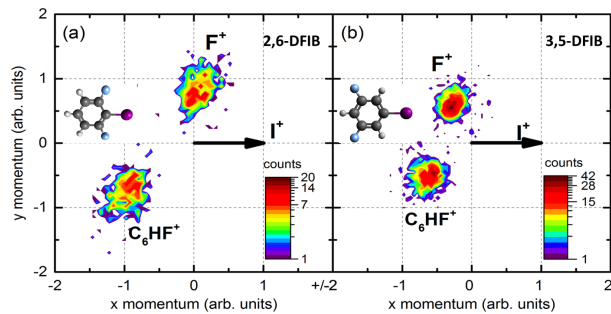 (a)
F+
2,6-DFIB
I+
C6HF+
counts
20
14
7
1
(b)
F+
3,5-DFIB
I+
C6HF+
counts
42
28
15
1
2
1
0
-1
-2
y momentum (arb. units)
-2
-1
0
1
+/-2
-1
0
1
2
x momentum (arb. units)
x momentum (arb. units)